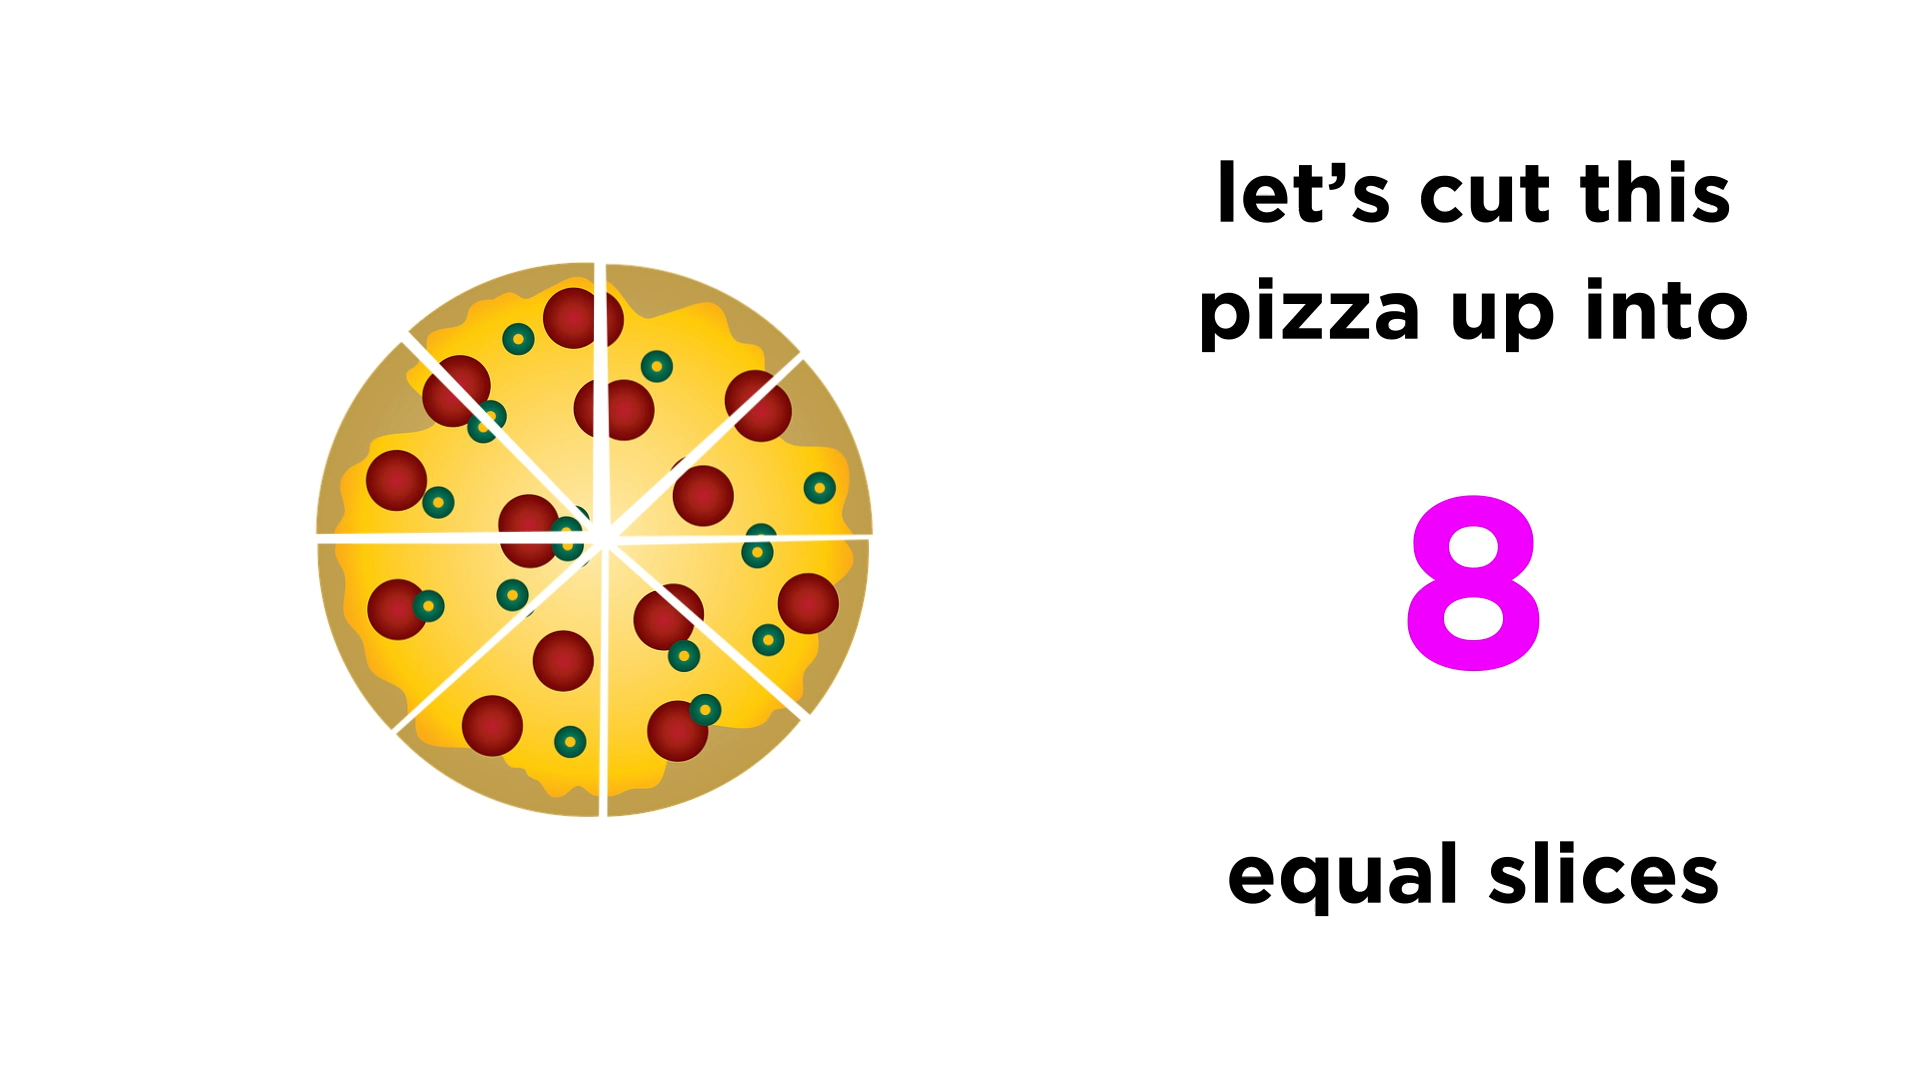 let’s cut this
pizza up into
8
equal slices